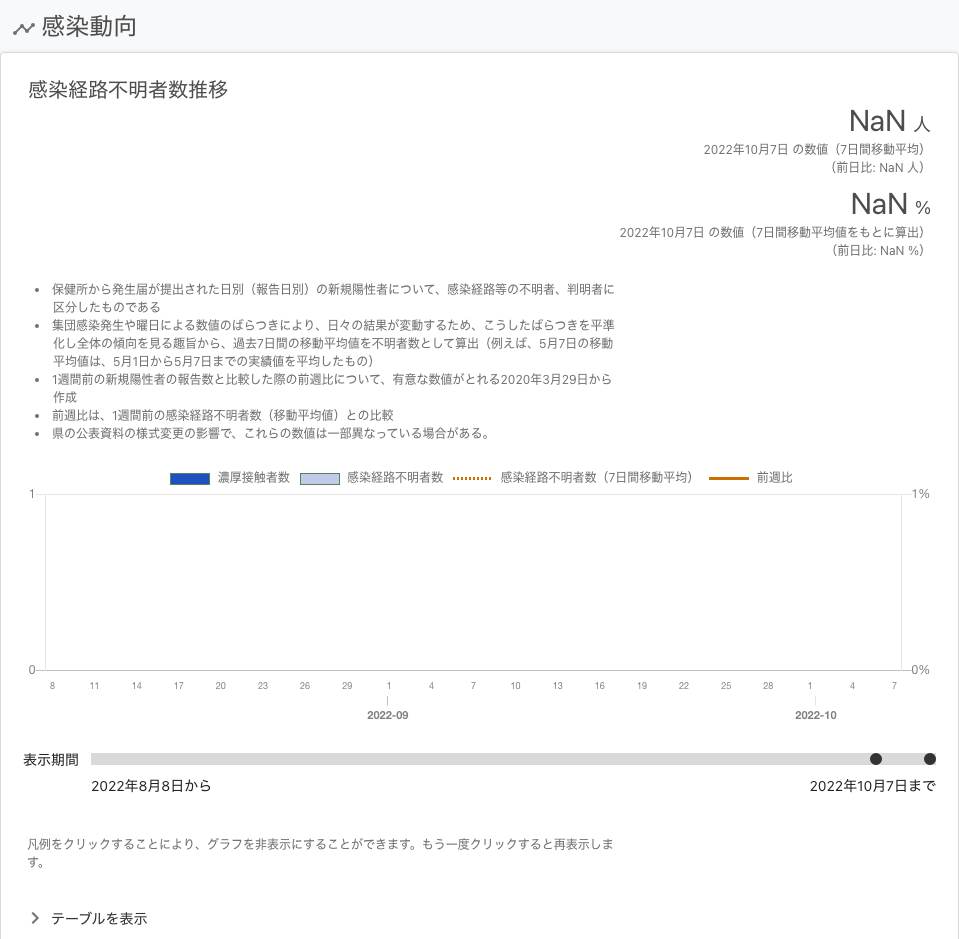 感染動向
感染経路不明者数推移
NaN 人
2022年10月7日 の数値（7日間移動平均）
（前日比: NaN 人）
NaN %
2022年10月7日 の数値（7日間移動平均値をもとに算出）
（前日比: NaN %）
• 保健所から発生届が提出された日別（報告日別）の新規陽性者について、感染経路等の不明者、判明者に
区分したものである
• 集団感染発生や曜日による数値のばらつきにより、日々の結果が変動するため、こうしたばらつきを平準
化し全体の傾向を見る趣旨から、過去7日間の移動平均値を不明者数として算出（例えば、5月7日の移動
平均値は、5月1日から5月7日までの実績値を平均したもの）
• 1週間前の新規陽性者の報告数と比較した際の前週比について、有意な数値がとれる2020年3月29日から
作成
• 前週比は、1週間前の感染経路不明者数（移動平均値）との比較
• 県の公表資料の様式変更の影響で、これらの数値は一部異なっている場合がある。
濃厚接触者数 感染経路不明者数 感染経路不明者数（7日間移動平均） 前週比
1 1%
0 0%
8 11 14 17 20 23 26 29 1 4 7 10 13 16 19 22 25 28 1 4 7
2022-09 2022-10
表示期間
2022年8月8日から 2022年10月7日まで
凡例をクリックすることにより、グラフを非表示にすることができます。もう一度クリックすると再表示しま
す。
テーブルを表示